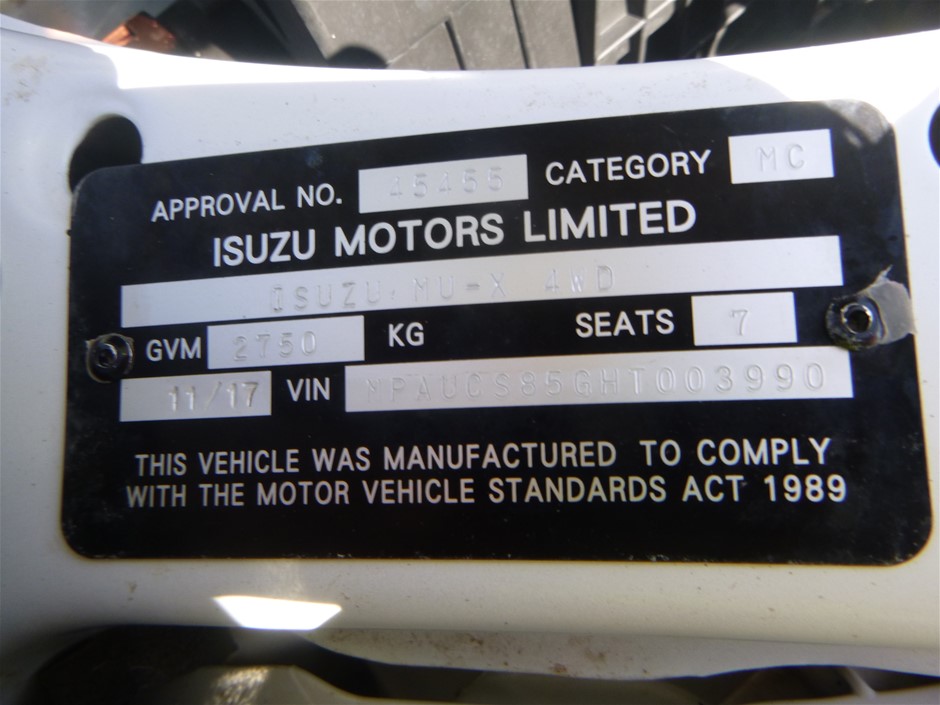 APPROVAL NO. 45455 CATEGORY MC
ISUZU MOTORS LIMITED
ISUZU MU-X 4WD
GVM 2750 KG SEATS 7
11/17 VIN MPAUCS85GHT003990
THIS VEHICLE WAS MANUFACTURED TO COMPLY
WITH THE MOTOR VEHICLE STANDARDS ACT 1989